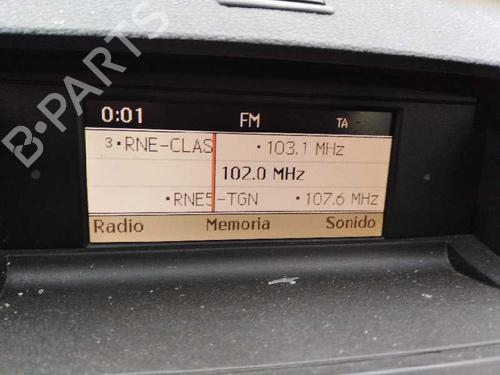 B-PARTS
0:01 FM TA
3•RNE-CLAS •103.1 MHz
102.0 MHz
•RNE5-TGN •107.6 MHz
Radio Memoria Sonido